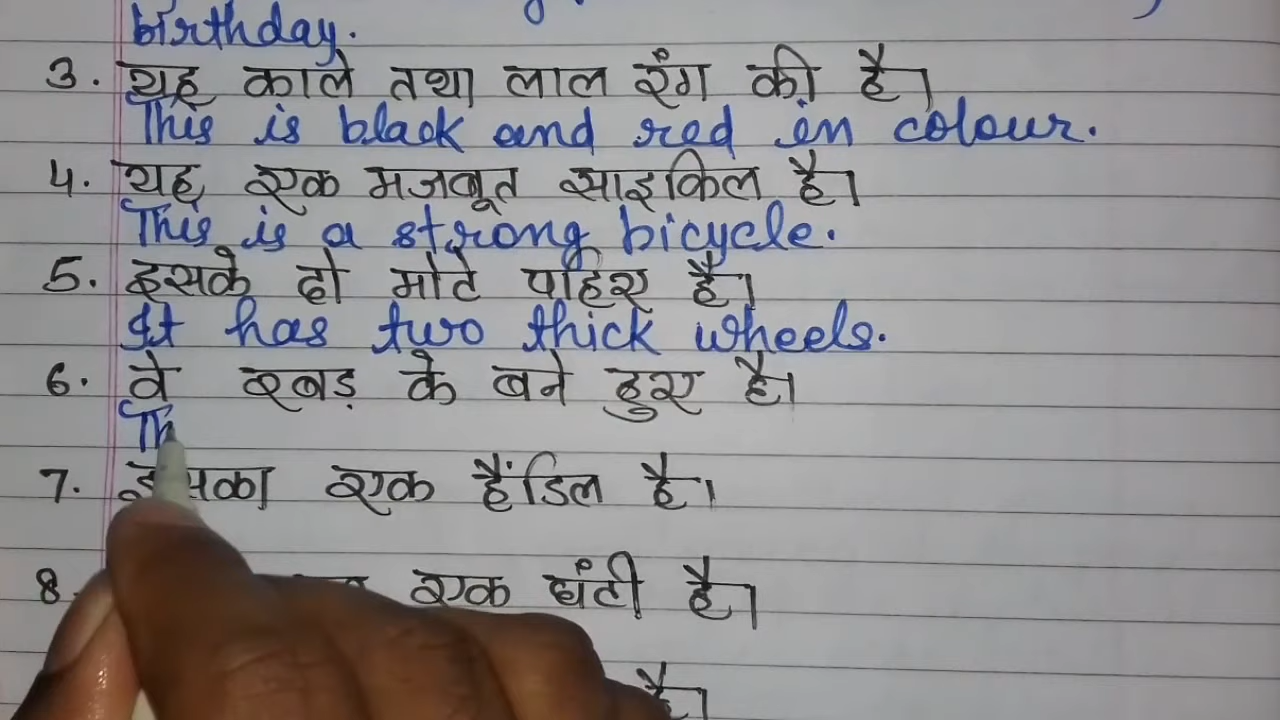 birthday.
3. यह काले तथा लाल रंग की है।
This is black and red in colour.
4. यह एक मजबूत साइकिल है।
This is a strong bicycle.
5. इसके दो मोटे पहिए है।
It has two thick wheels.
6. वे रबड़ के बने हुए है।
Th
7. इसका एक हैंडिल है।
8. एक घंटी है।
है।